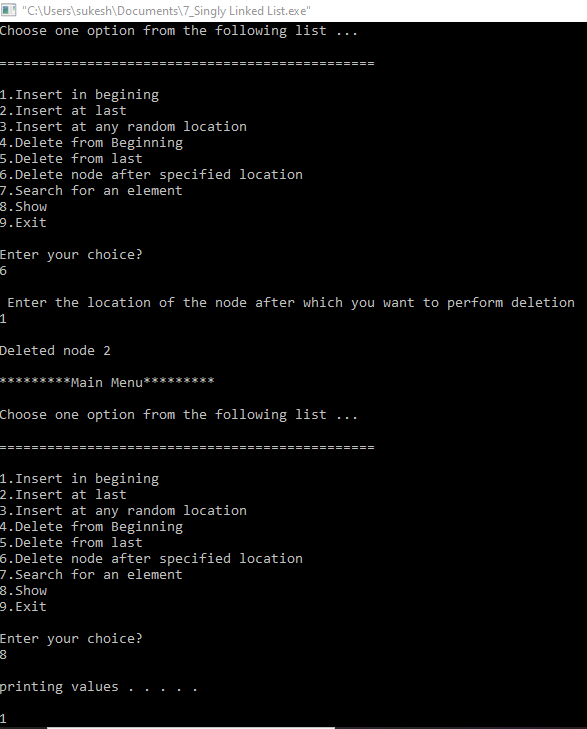 "C:\Users\sukesh\Documents\7_Singly Linked List.exe"
Choose one option from the following list ...
===============================================
1.Insert in begining
2.Insert at last
3.Insert at any random location
4.Delete from Beginning
5.Delete from last
6.Delete node after specified location
7.Search for an element
8.Show
9.Exit
Enter your choice?
6
Enter the location of the node after which you want to perform deletion
1
Deleted node 2
*********Main Menu*********
Choose one option from the following list ...
===============================================
1.Insert in begining
2.Insert at last
3.Insert at any random location
4.Delete from Beginning
5.Delete from last
6.Delete node after specified location
7.Search for an element
8.Show
9.Exit
Enter your choice?
8
printing values . . . . .
1